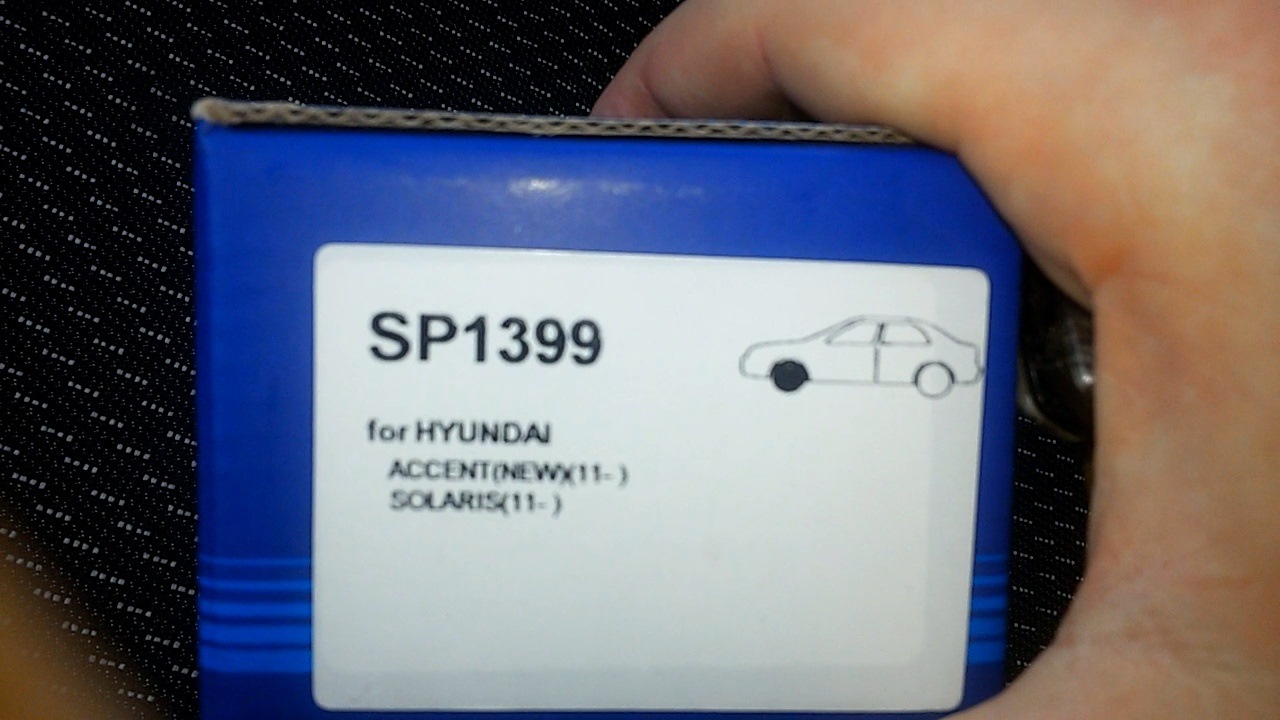 SP1399
for HYUNDAI
ACCENT(NEW)(11- )
SOLARIS(11- )